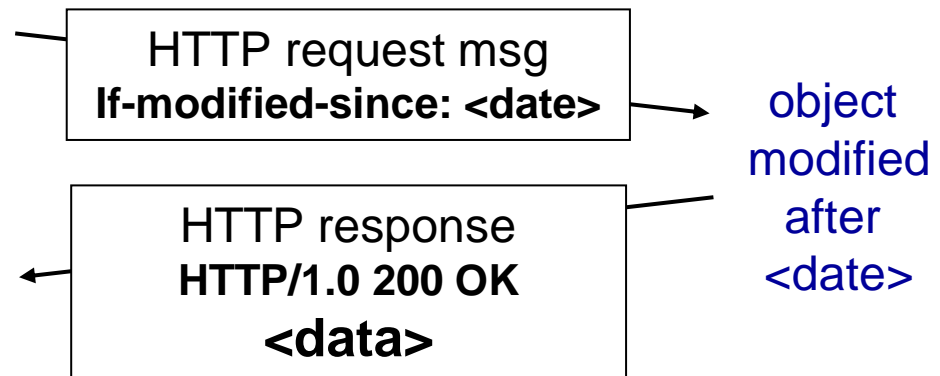 HTTP request msg
If-modified-since: <date>
object
modified
after
<date>
HTTP response
HTTP/1.0 200 OK
<data>